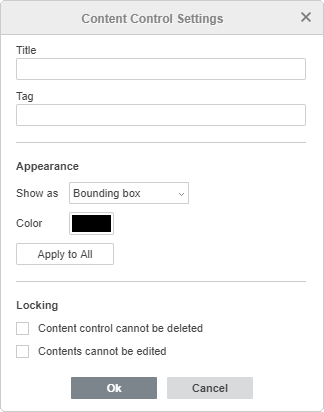 Content Control Settings
Title
Tag
Appearance
Show as Bounding box
Color
Apply to All
Locking
Content control cannot be deleted
Contents cannot be edited
Ok Cancel